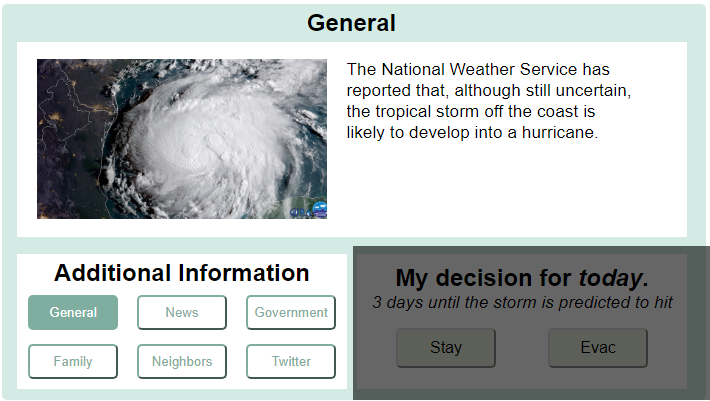 General
The National Weather Service has
reported that, although still uncertain,
the tropical storm off the coast is
likely to develop into a hurricane.
Additional Information
General News Government
Family Neighbors Twitter
My decision for today.
3 days until the storm is predicted to hit
Stay Evac